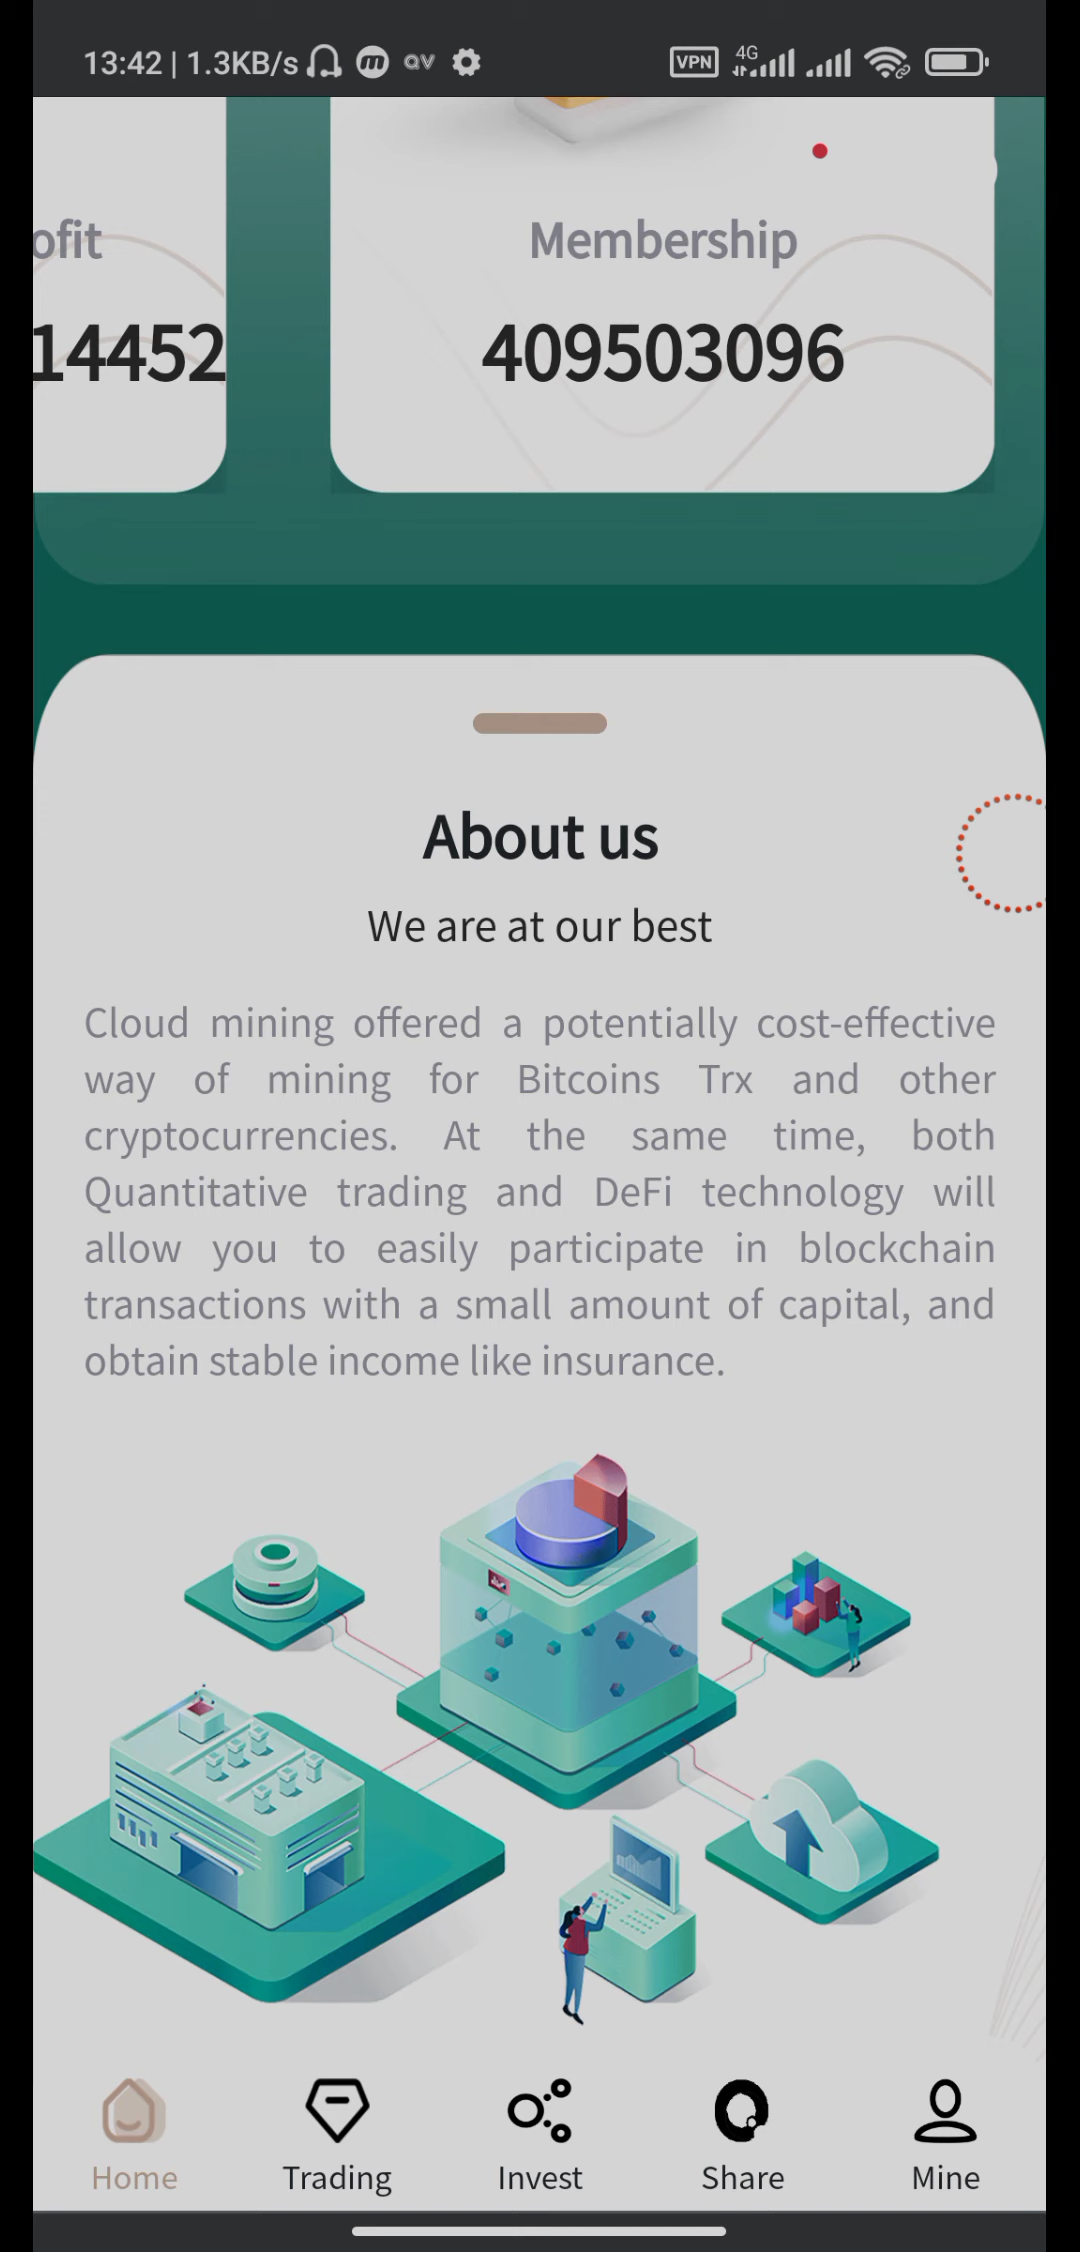 13:42 | 1.3KB/s VPN 4G
ofit
Membership
14452
409503096
About us
We are at our best
Cloud mining offered a potentially cost-effective
way of mining for Bitcoins Trx and other
cryptocurrencies. At the same time, both
Quantitative trading and DeFi technology will
allow you to easily participate in blockchain
transactions with a small amount of capital, and
obtain stable income like insurance.
Home Trading Invest Share Mine